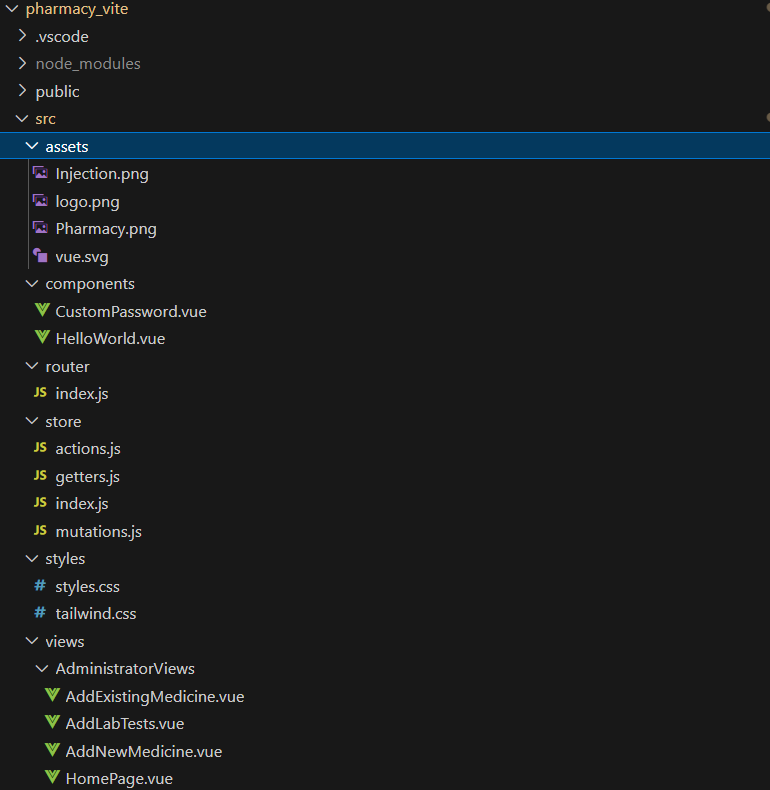 pharmacy_vite
.vscode
node_modules
public
src
assets
Injection.png
logo.png
Pharmacy.png
vue.svg
components
CustomPassword.vue
HelloWorld.vue
router
JS index.js
store
JS actions.js
JS getters.js
JS index.js
JS mutations.js
styles
# styles.css
# tailwind.css
views
AdministratorViews
AddExistingMedicine.vue
AddLabTests.vue
AddNewMedicine.vue
HomePage.vue